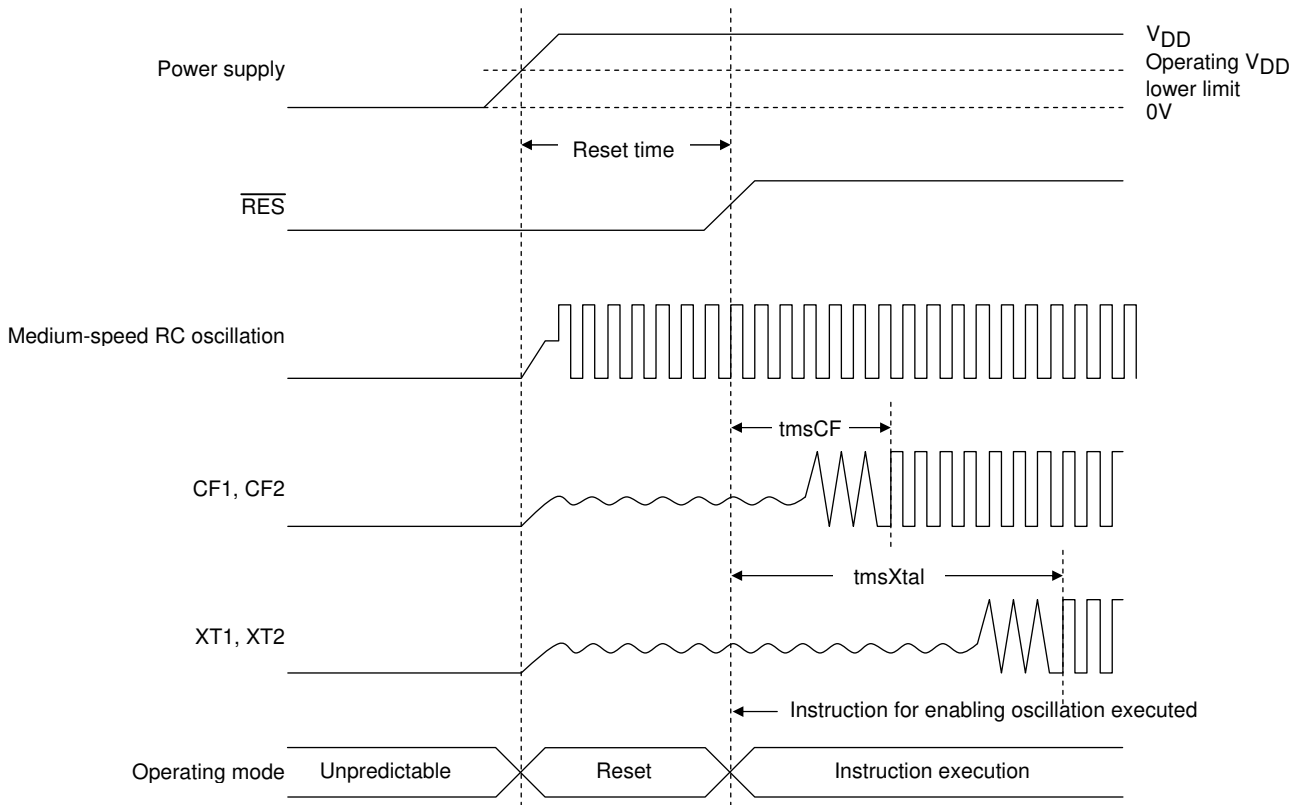 VDD
Power supply
Operating VDD
lower limit
0V
Reset time
RES
Medium-speed RC oscillation
tmsCF
CF1, CF2
tmsXtal
XT1, XT2
Instruction for enabling oscillation executed
Operating mode
Unpredictable
Reset
Instruction execution